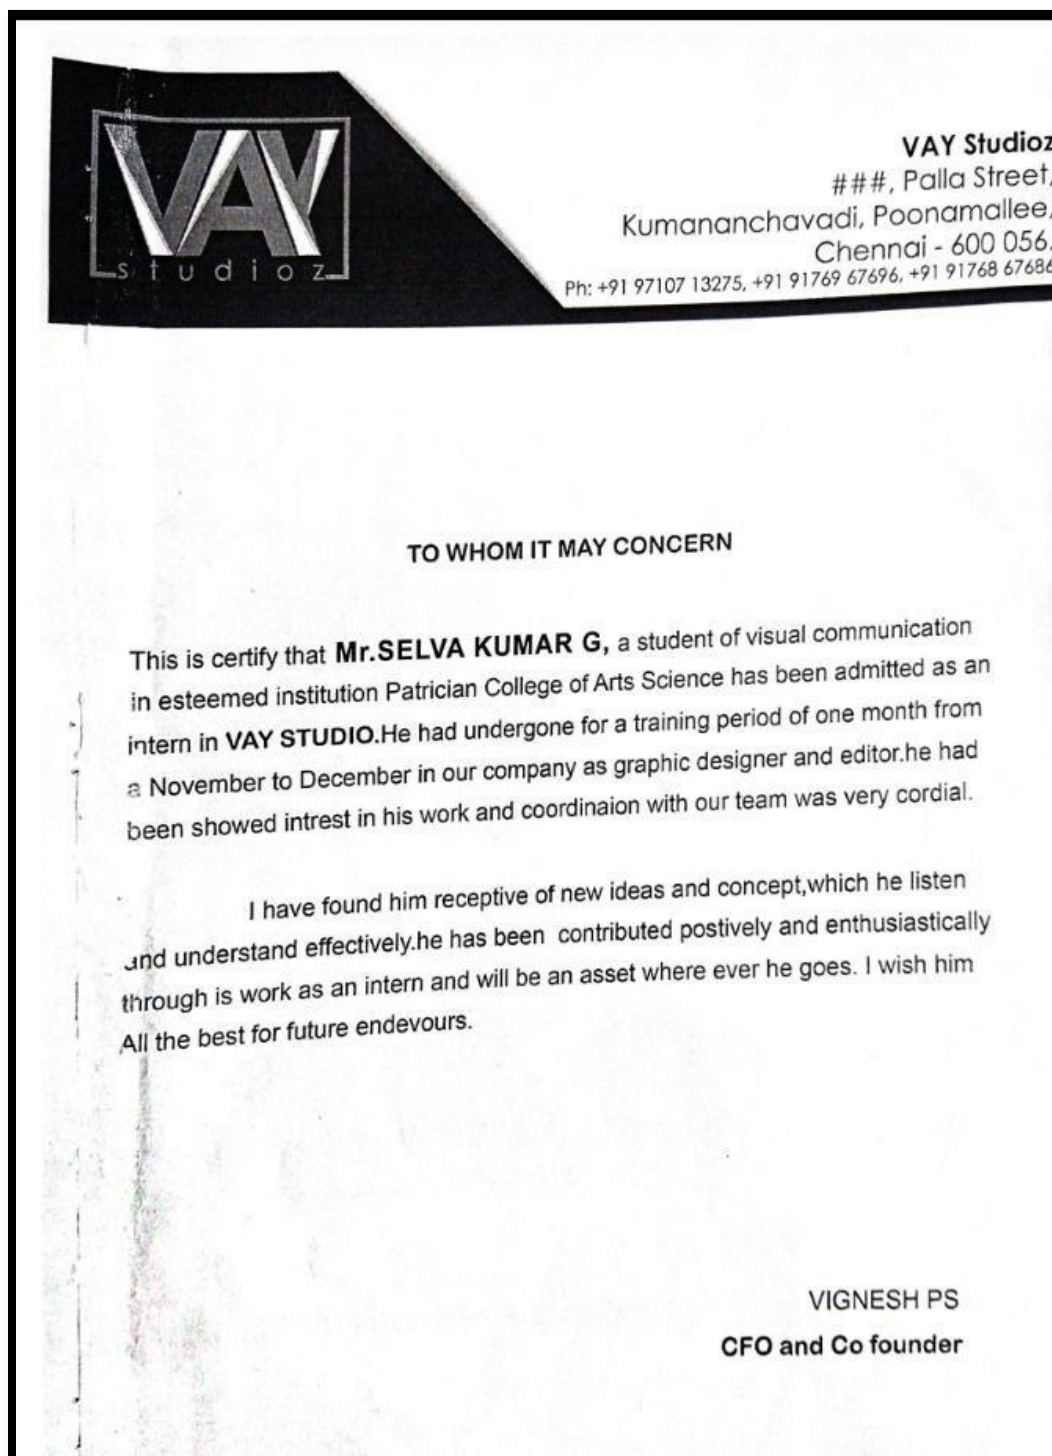 VAY
studioz
VAY Studioz
###, Palla Street,
Kumananchavadi, Poonamallee,
Chennai - 600 056.
Ph: +91 97107 13275, +91 91769 67696, +91 91768 67686
TO WHOM IT MAY CONCERN
This is certify that Mr.SELVA KUMAR G, a student of visual communication
in esteemed institution Patrician College of Arts Science has been admitted as an
intern in VAY STUDIO.He had undergone for a training period of one month from
a November to December in our company as graphic designer and editor.he had
been showed intrest in his work and coordinaion with our team was very cordial.
I have found him receptive of new ideas and concept,which he listen
and understand effectively.he has been contributed postively and enthusiastically
through is work as an intern and will be an asset where ever he goes. I wish him
All the best for future endevours.
VIGNESH PS
CFO and Co founder